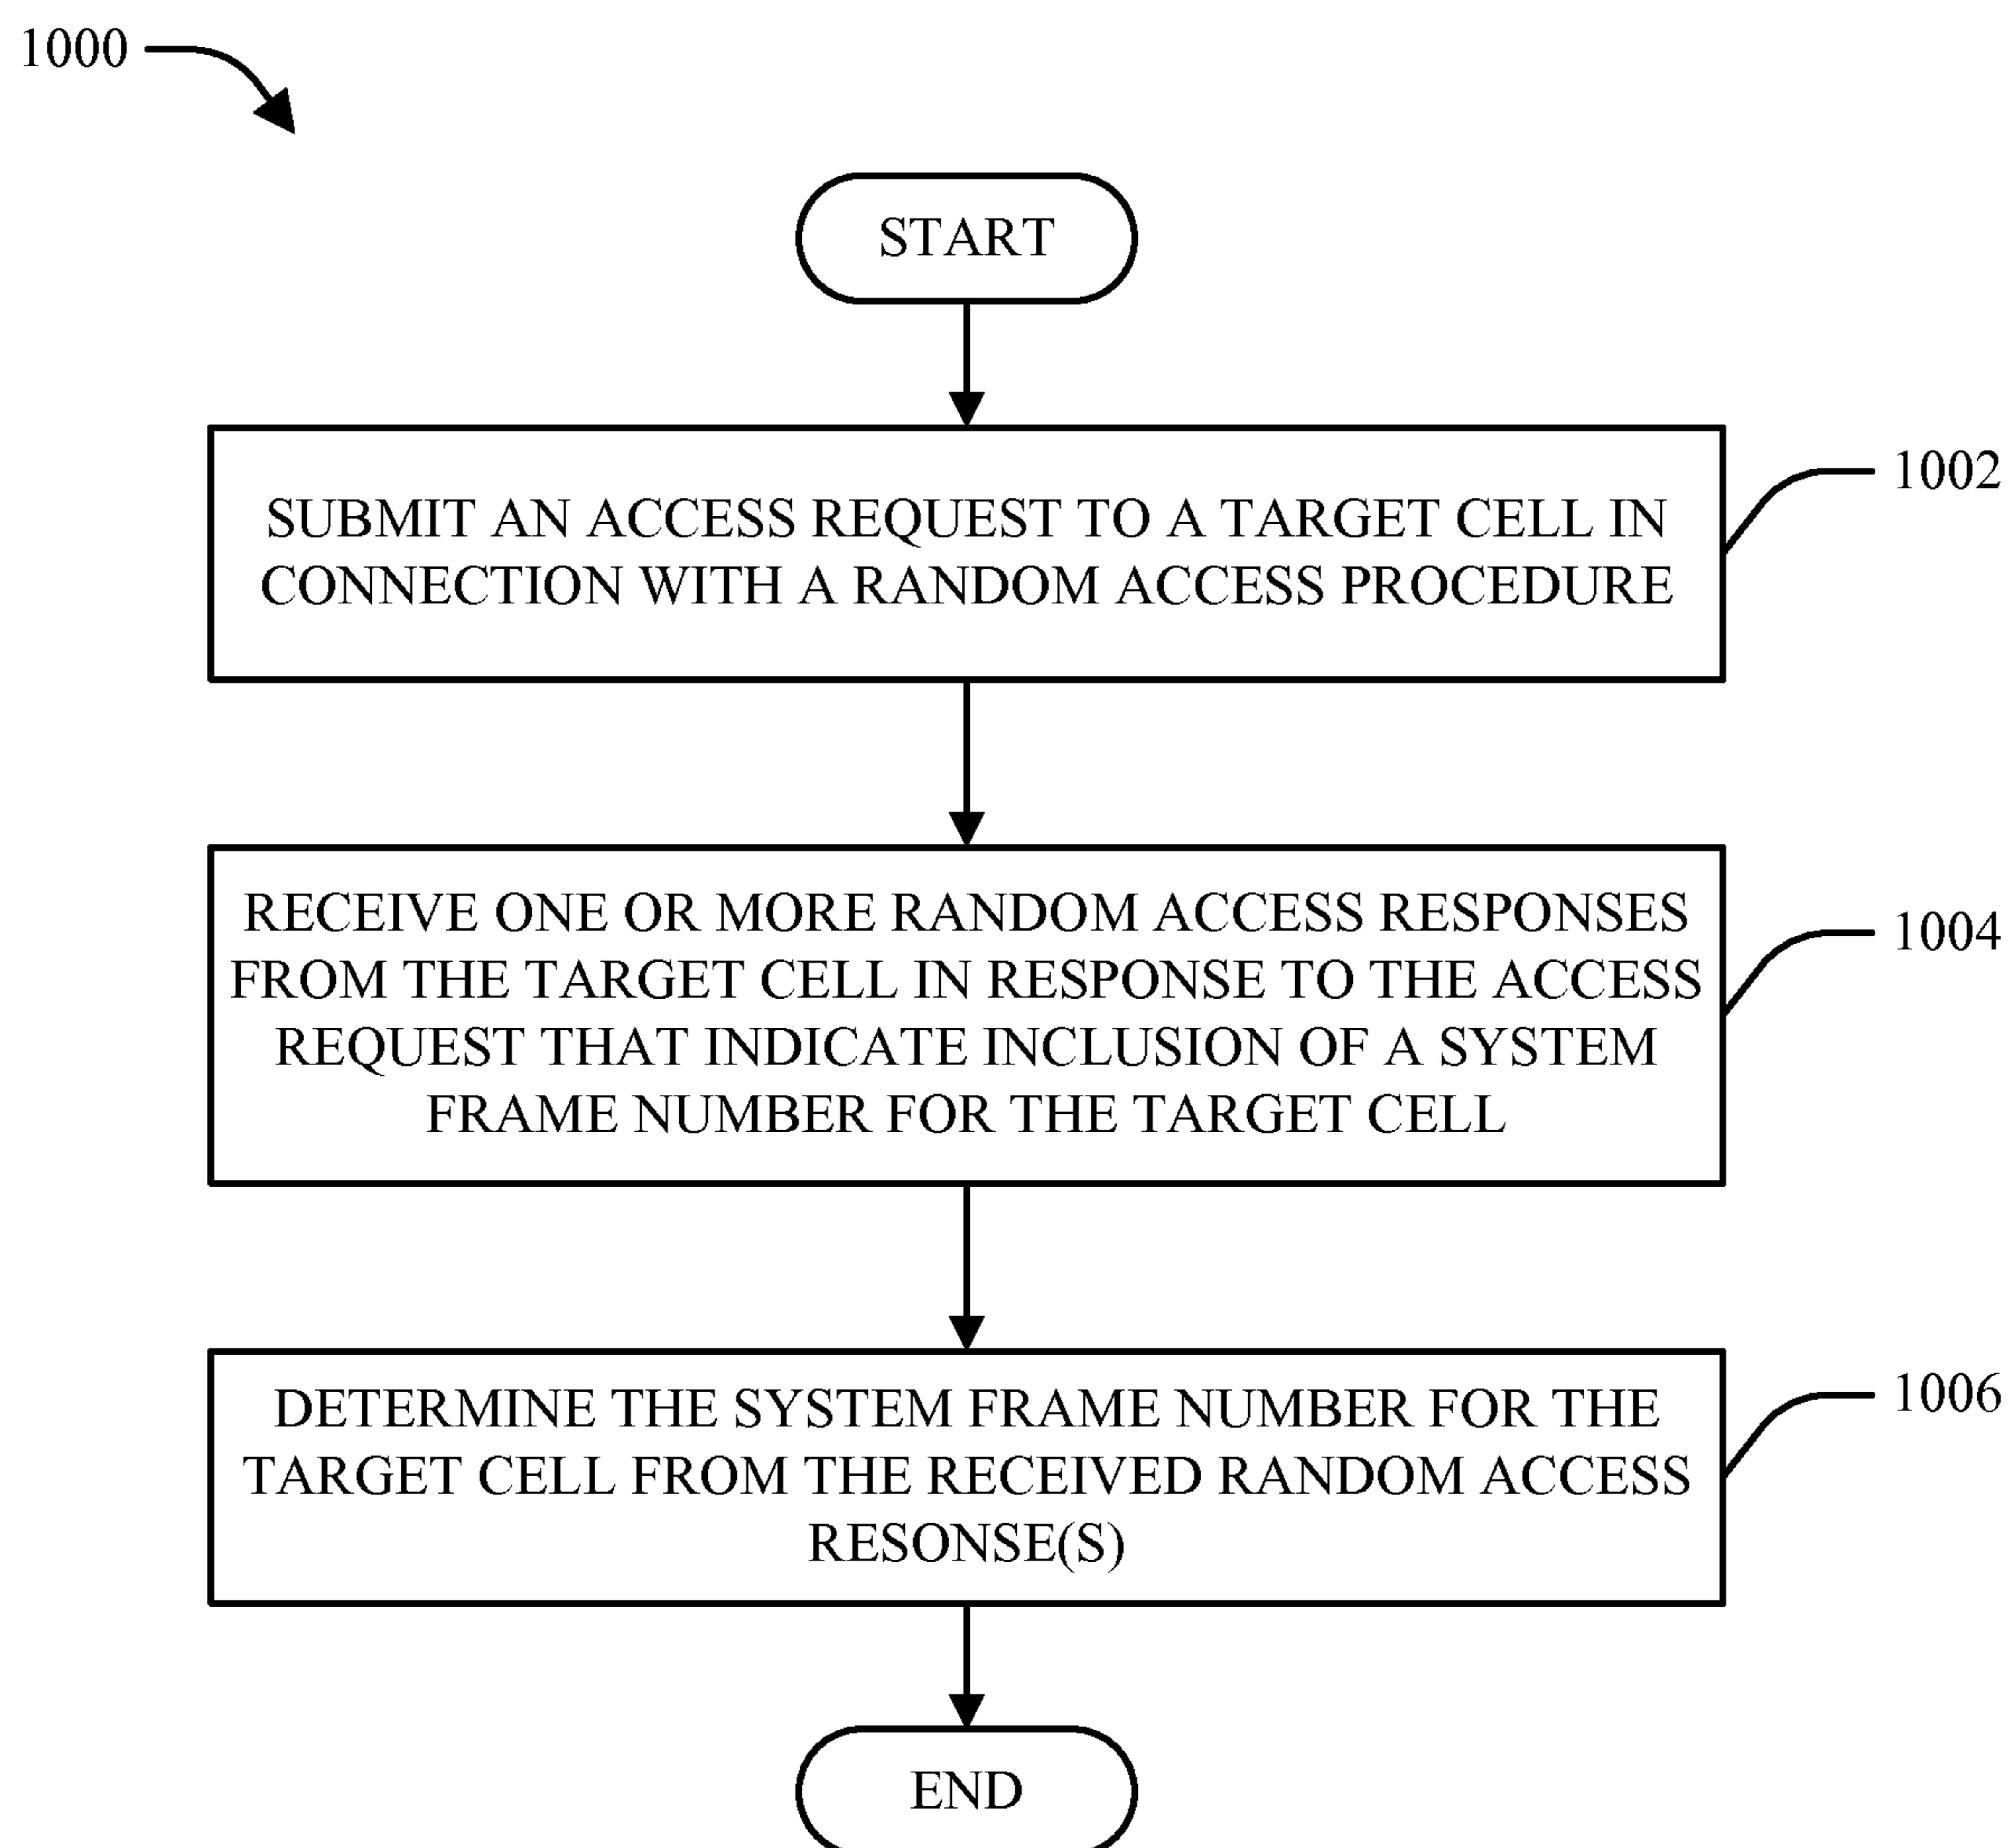 1000
START
SUBMIT AN ACCESS REQUEST TO A TARGET CELL IN
CONNECTION WITH A RANDOM ACCESS PROCEDURE
1002
RECEIVE ONE OR MORE RANDOM ACCESS RESPONSES
FROM THE TARGET CELL IN RESPONSE TO THE ACCESS
REQUEST THAT INDICATE INCLUSION OF A SYSTEM
FRAME NUMBER FOR THE TARGET CELL
1004
DETERMINE THE SYSTEM FRAME NUMBER FOR THE
TARGET CELL FROM THE RECEIVED RANDOM ACCESS
RESONSE(S)
1006
END